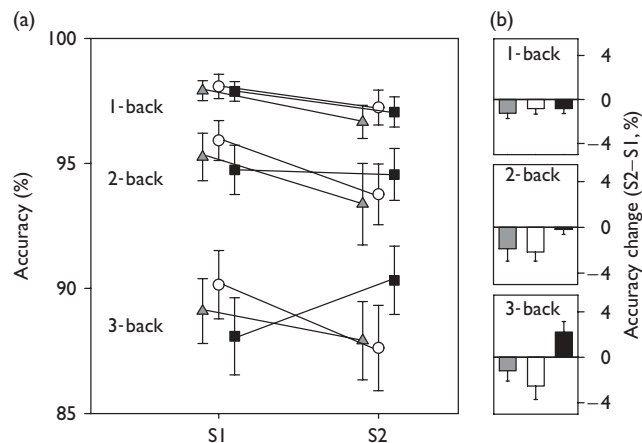 (a)
100
95
90
85
Accuracy (%)
1-back
2-back
3-back
S1
S2
(b)
1-back
4
0
−4
2-back
4
0
−4
3-back
4
0
−4
Accuracy change (S2−S1, %)